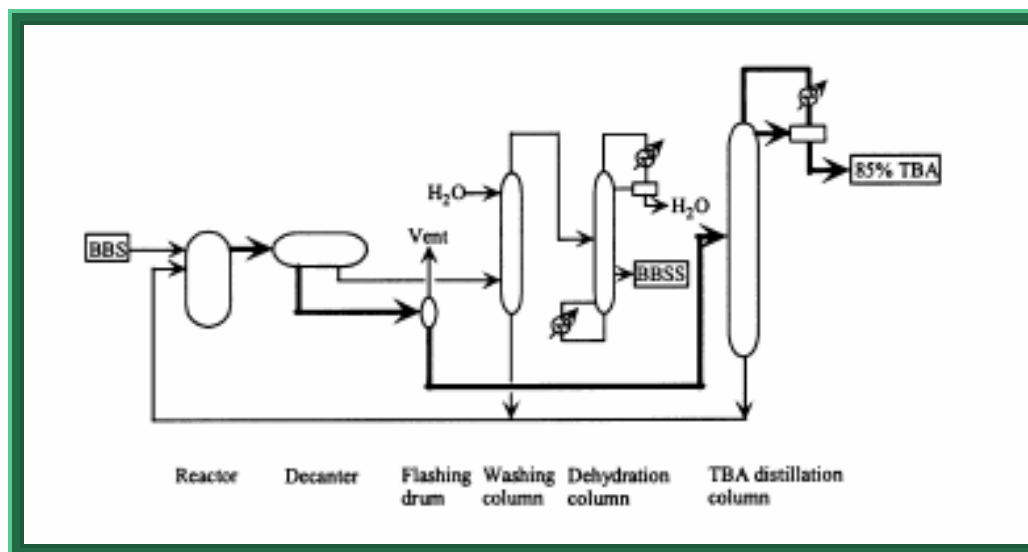 85% TBA
H₂O
H₂O
Vent
BBS
BBSS
Reactor
Decanter
Flashing
drum
Washing
column
Dehydration
column
TBA distillation
column